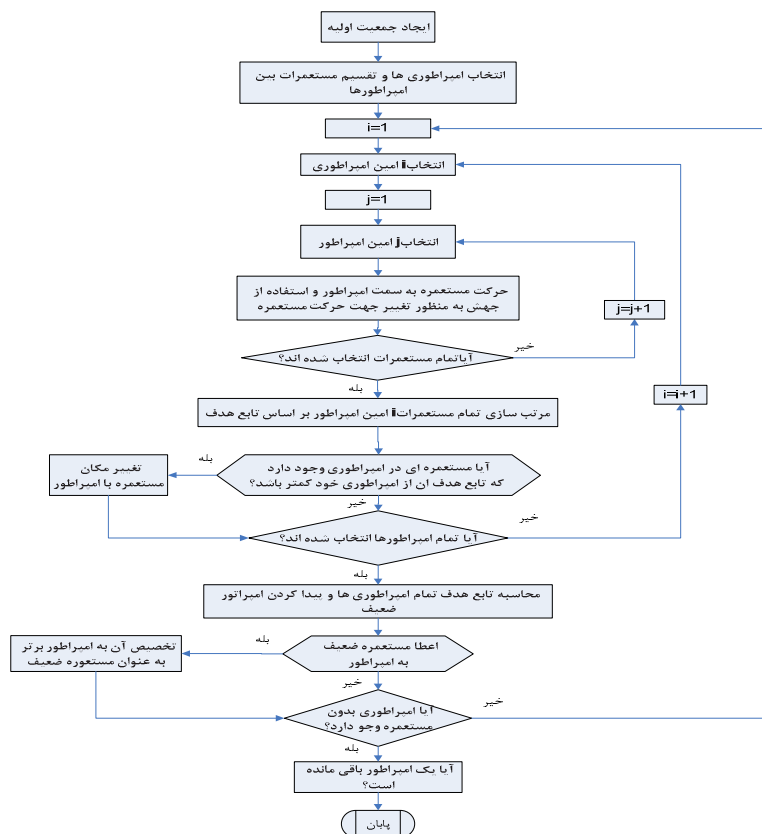 ایجاد جمعیت اولیه
انتخاب امپراطوری ها و تقسیم مستعمرات بین
امپراطورها
i=1
انتخاب i امین امپراطوری
j=1
انتخاب j امین امپراطور
حرکت مستعمره به سمت امپراطور و استفاده از
جهش به منظور تغییر جهت حرکت مستعمره
j=j+1
آیاتمام مستعمرات انتخاب شده اند؟
خیر
بله
i=i+1
مرتب سازی تمام مستعمرات i امین امپراطور بر اساس تابع هدف
آیا مستعمره ای در امپراطوری وجود دارد
که تابع هدف ان از امپراطوری خود کمتر باشد؟
بله
تغییر مکان
مستعمره با امپراطور
خیر
آیا تمام امپراطورها انتخاب شده اند؟
خیر
بله
محاسبه تابع هدف تمام امپراطوری ها و پیدا کردن امپراتور
ضعیف
اعطا مستعمره ضعیف
به امپراطور
بله
تخصیص آن به امپراطور برتر
به عنوان مستعوره ضعیف
خیر
آیا امپراطوری بدون
مستعمره وجو دارد؟
خیر
بله
آیا یک امپراطور باقی مانده
است؟
پایان